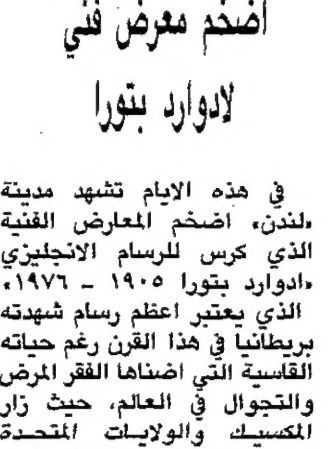 اضخم معرض فني
لادوارد بتورا
في هذه الايام تشهد مدينة
«لندن» اضخم المعارض الفنية
الذي كرس للرسام الانجليزي
«ادوارد بتورا ١٩٠٥ ـ ١٩٧٦»
الذي يعتبر اعظم رسام شهدته
بريطانيا في هذا القرن رغم حياته
القاسية التي اضناها الفقر المرض
والتجوال في العالم، حيث زار
المكسيك والولايات المتحدة